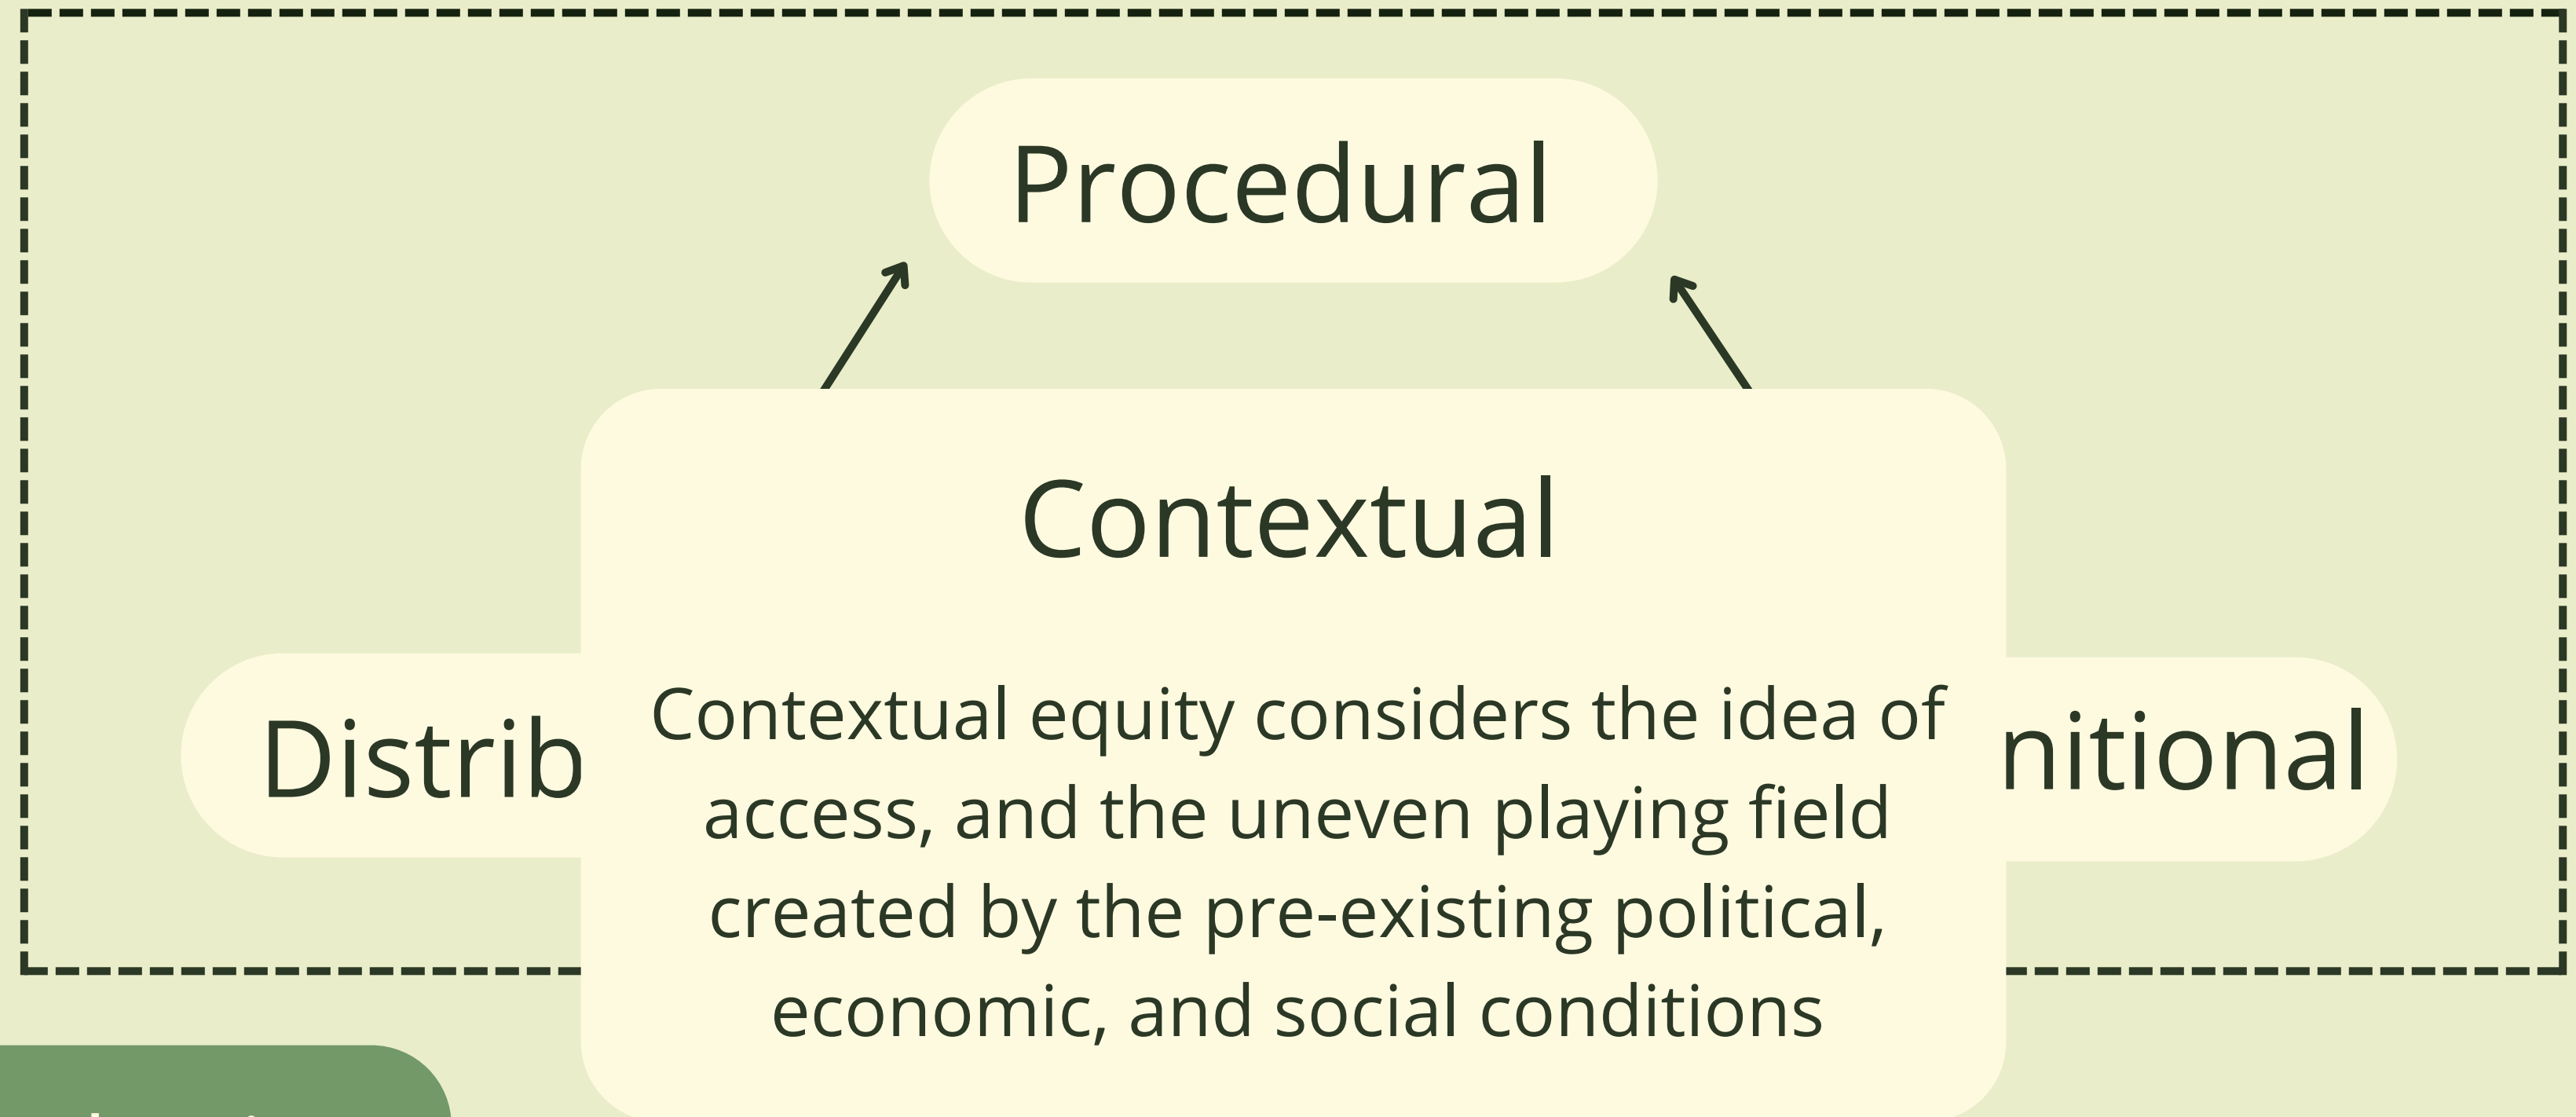 Procedural
Contextual
Distrib
nitional
Contextual equity considers the idea of
access, and the uneven playing field
created by the pre-existing political,
economic, and social conditions